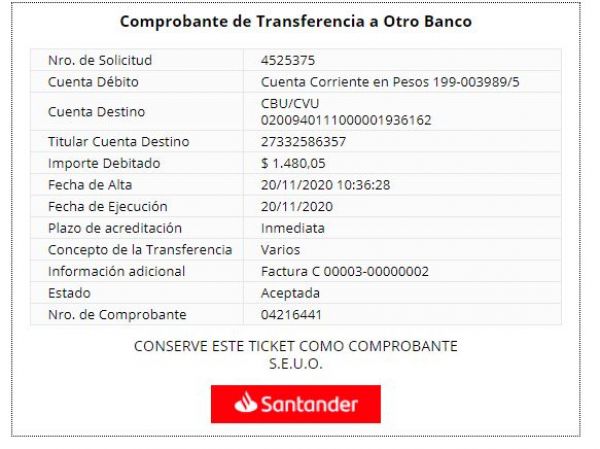 Comprobante de Transferencia a Otro Banco
Nro. de Solicitud 4525375
Cuenta Débito Cuenta Corriente en Pesos 199-003989/5
Cuenta Destino CBU/CVU
0200940111000001936162
Titular Cuenta Destino 27332586357
Importe Debitado $ 1.480,05
Fecha de Alta 20/11/2020 10:36:28
Fecha de Ejecución 20/11/2020
Plazo de acreditación Inmediata
Concepto de la Transferencia Varios
Información adicional Factura C 00003-00000002
Estado Aceptada
Nro. de Comprobante 04216441
CONSERVE ESTE TICKET COMO COMPROBANTE
S.E.U.O.
Santander